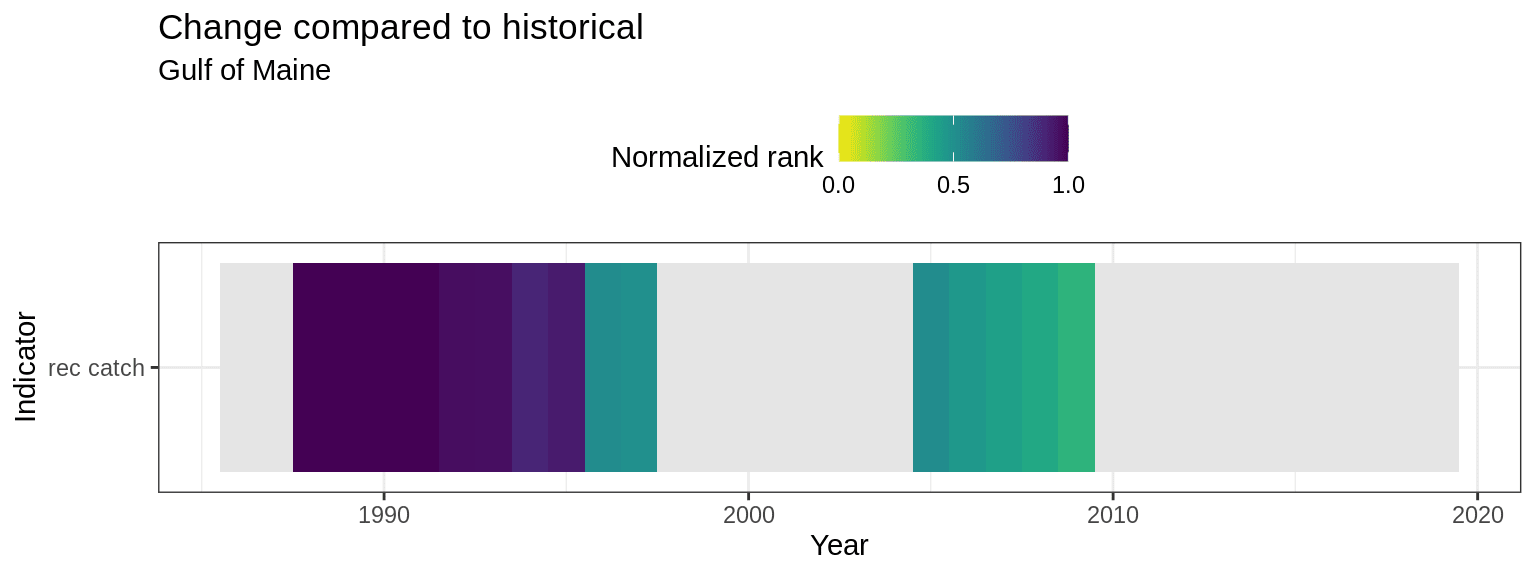 Change compared to historical
Gulf of Maine
Normalized rank
0.0 0.5 1.0
Indicator
rec catch
1990 2000 2010 2020
Year